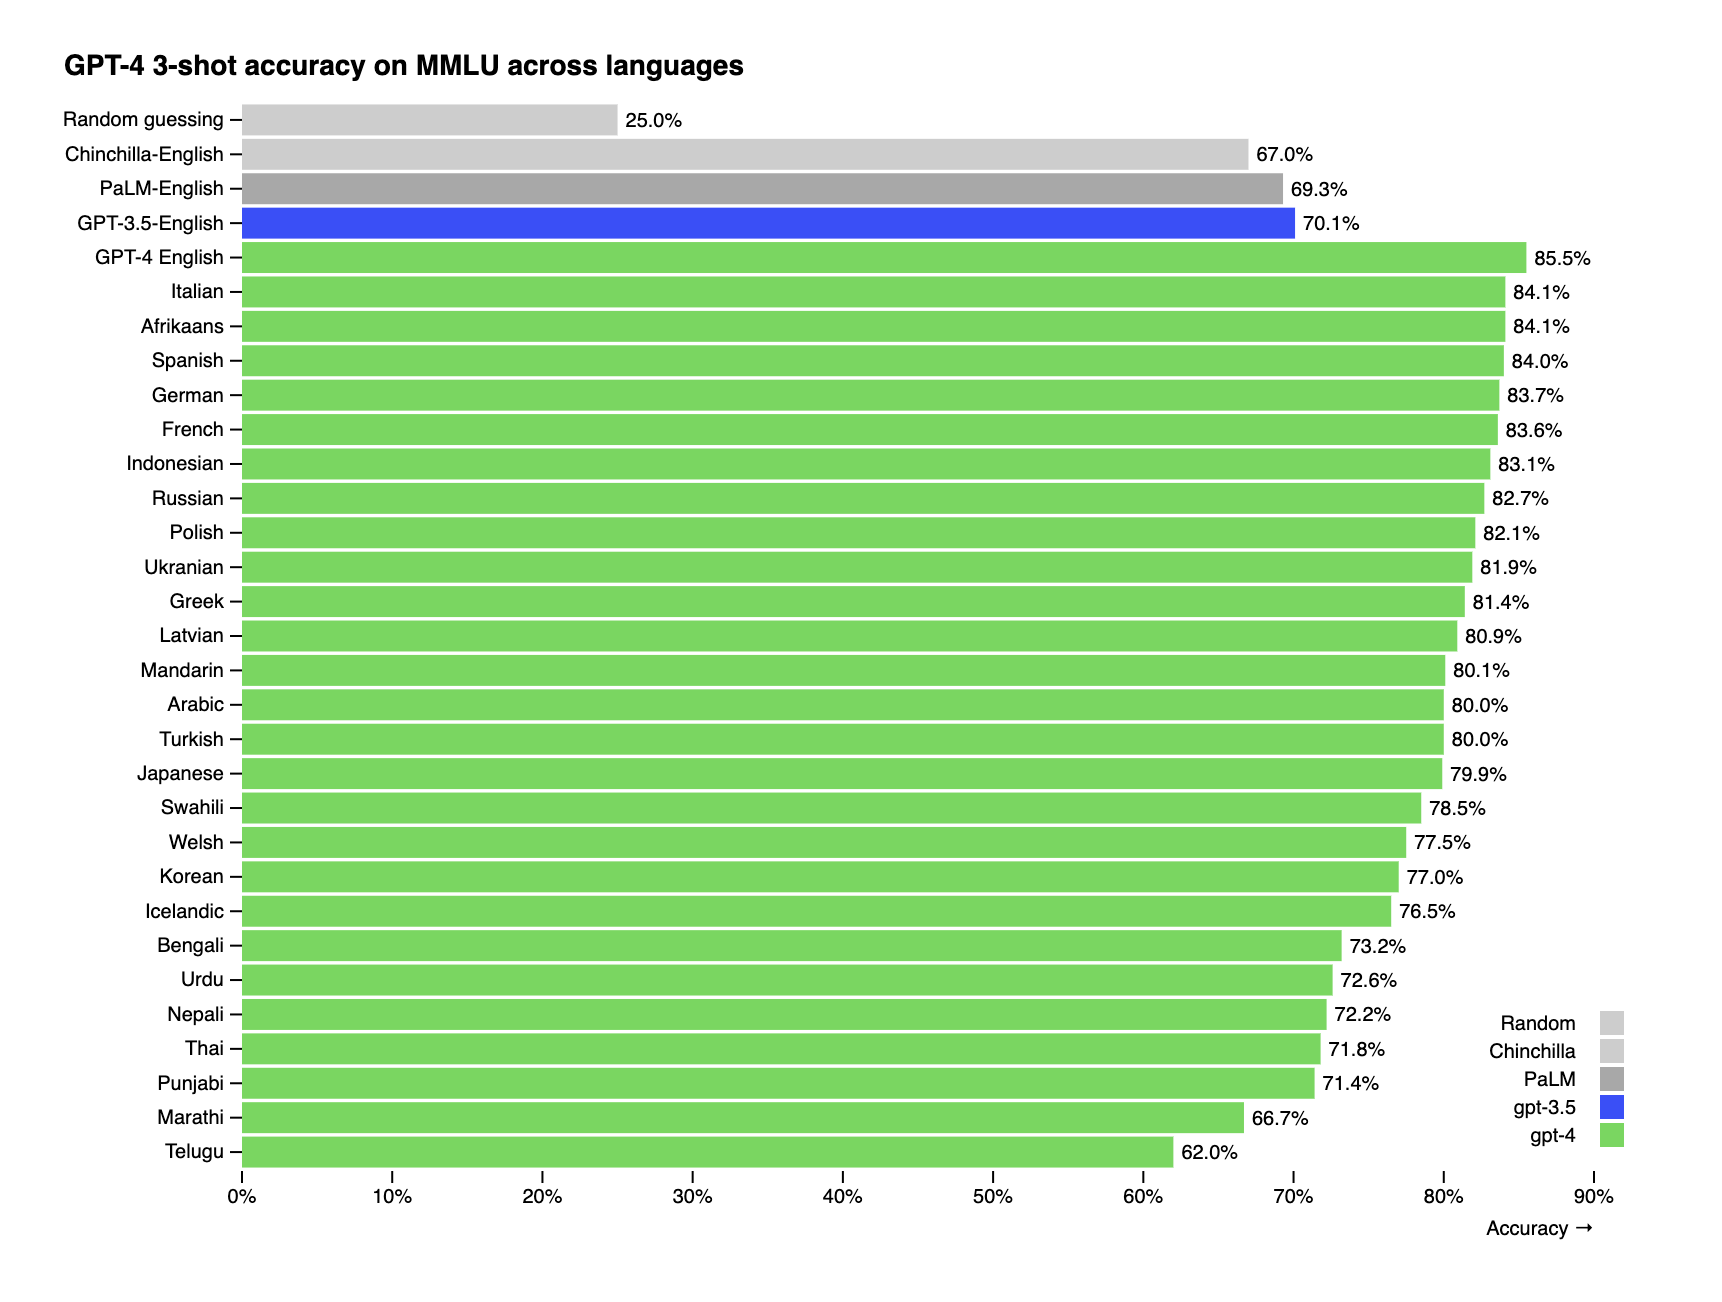 GPT-4 3-shot accuracy on MMLU across languages
Random guessing 25.0%
Chinchilla-English 67.0%
PaLM-English 69.3%
GPT-3.5-English 70.1%
GPT-4 English 85.5%
Italian 84.1%
Afrikaans 84.1%
Spanish 84.0%
German 83.7%
French 83.6%
Indonesian 83.1%
Russian 82.7%
Polish 82.1%
Ukranian 81.9%
Greek 81.4%
Latvian 80.9%
Mandarin 80.1%
Arabic 80.0%
Turkish 80.0%
Japanese 79.9%
Swahili 78.5%
Welsh 77.5%
Korean 77.0%
Icelandic 76.5%
Bengali 73.2%
Urdu 72.6%
Nepali 72.2%
Thai 71.8%
Punjabi 71.4%
Marathi 66.7%
Telugu 62.0%
Random
Chinchilla
PaLM
gpt-3.5
gpt-4
0% 10% 20% 30% 40% 50% 60% 70% 80% 90%
Accuracy →